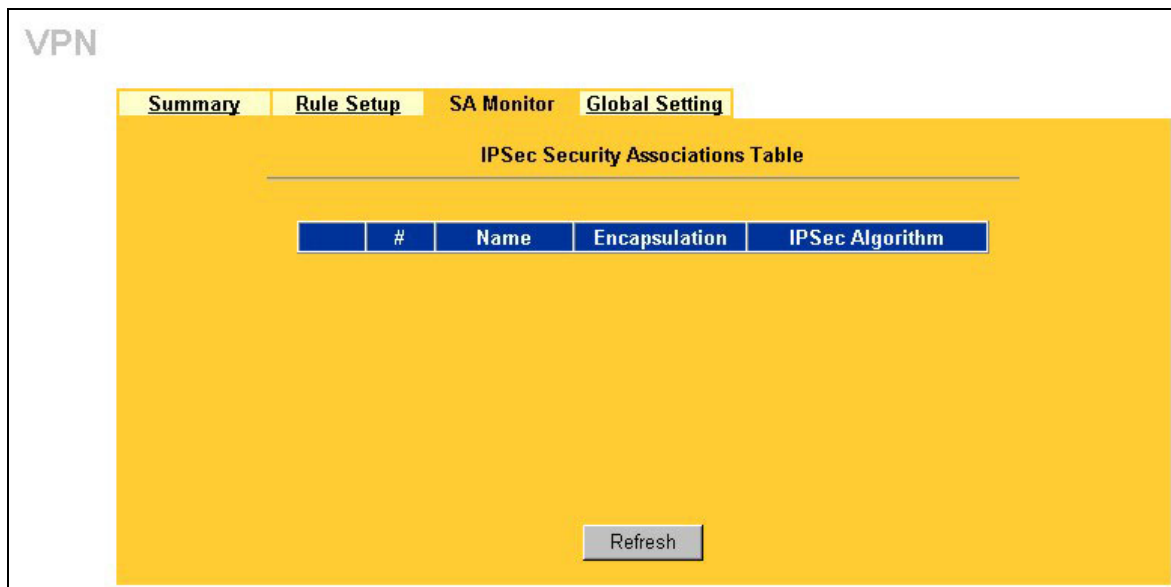 VPN
Summary Rule Setup SA Monitor Global Setting
IPSec Security Associations Table
# Name Encapsulation IPSec Algorithm
Refresh